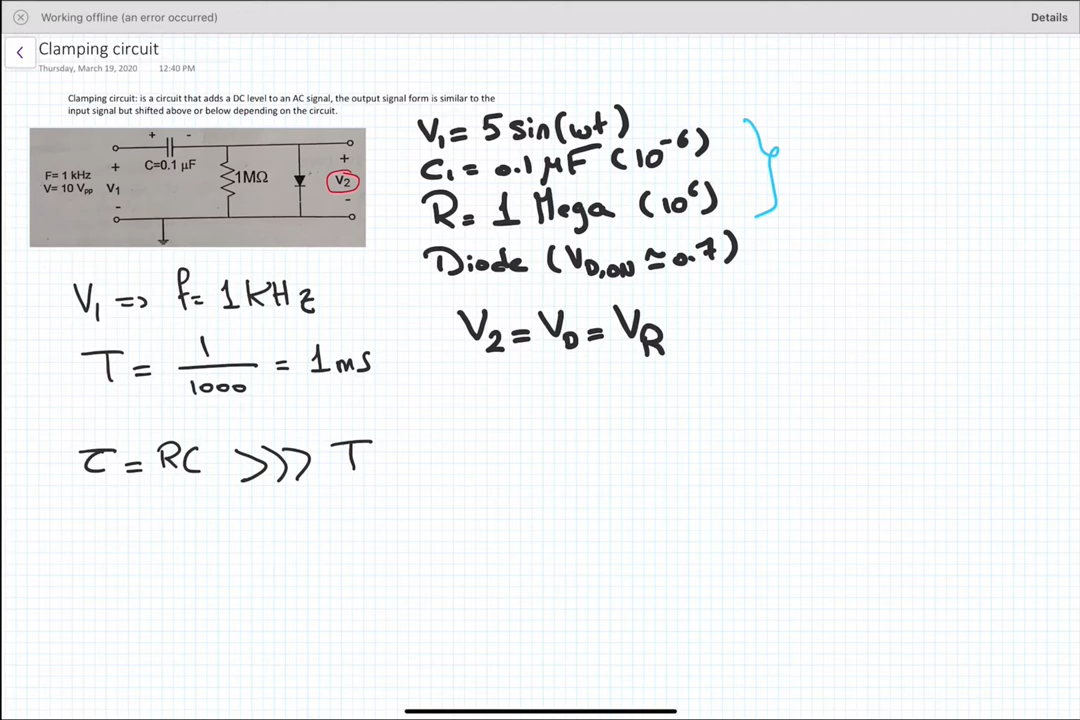 Working offline (an error occurred)
Details
Clamping circuit
Thursday, March 19, 2020 12:40 PM
Clamping circuit: is a circuit that adds a DC level to an AC signal, the output signal form is similar to the
input signal but shifted above or below depending on the circuit.
+ -
C=0.1 µF
+ +
F= 1 kHz
V= 10 Vpp V1
1MΩ
V2
- -
V1 = 5 sin(wt)
C1 = 0.1 µF (10^-6)
R = 1 Mega (10^6)
Diode (VD,ON ≃ 0.7)
V2 = VD = VR
V1 => f = 1 KHz
T = 1/1000 = 1 ms
τ = RC >>> T